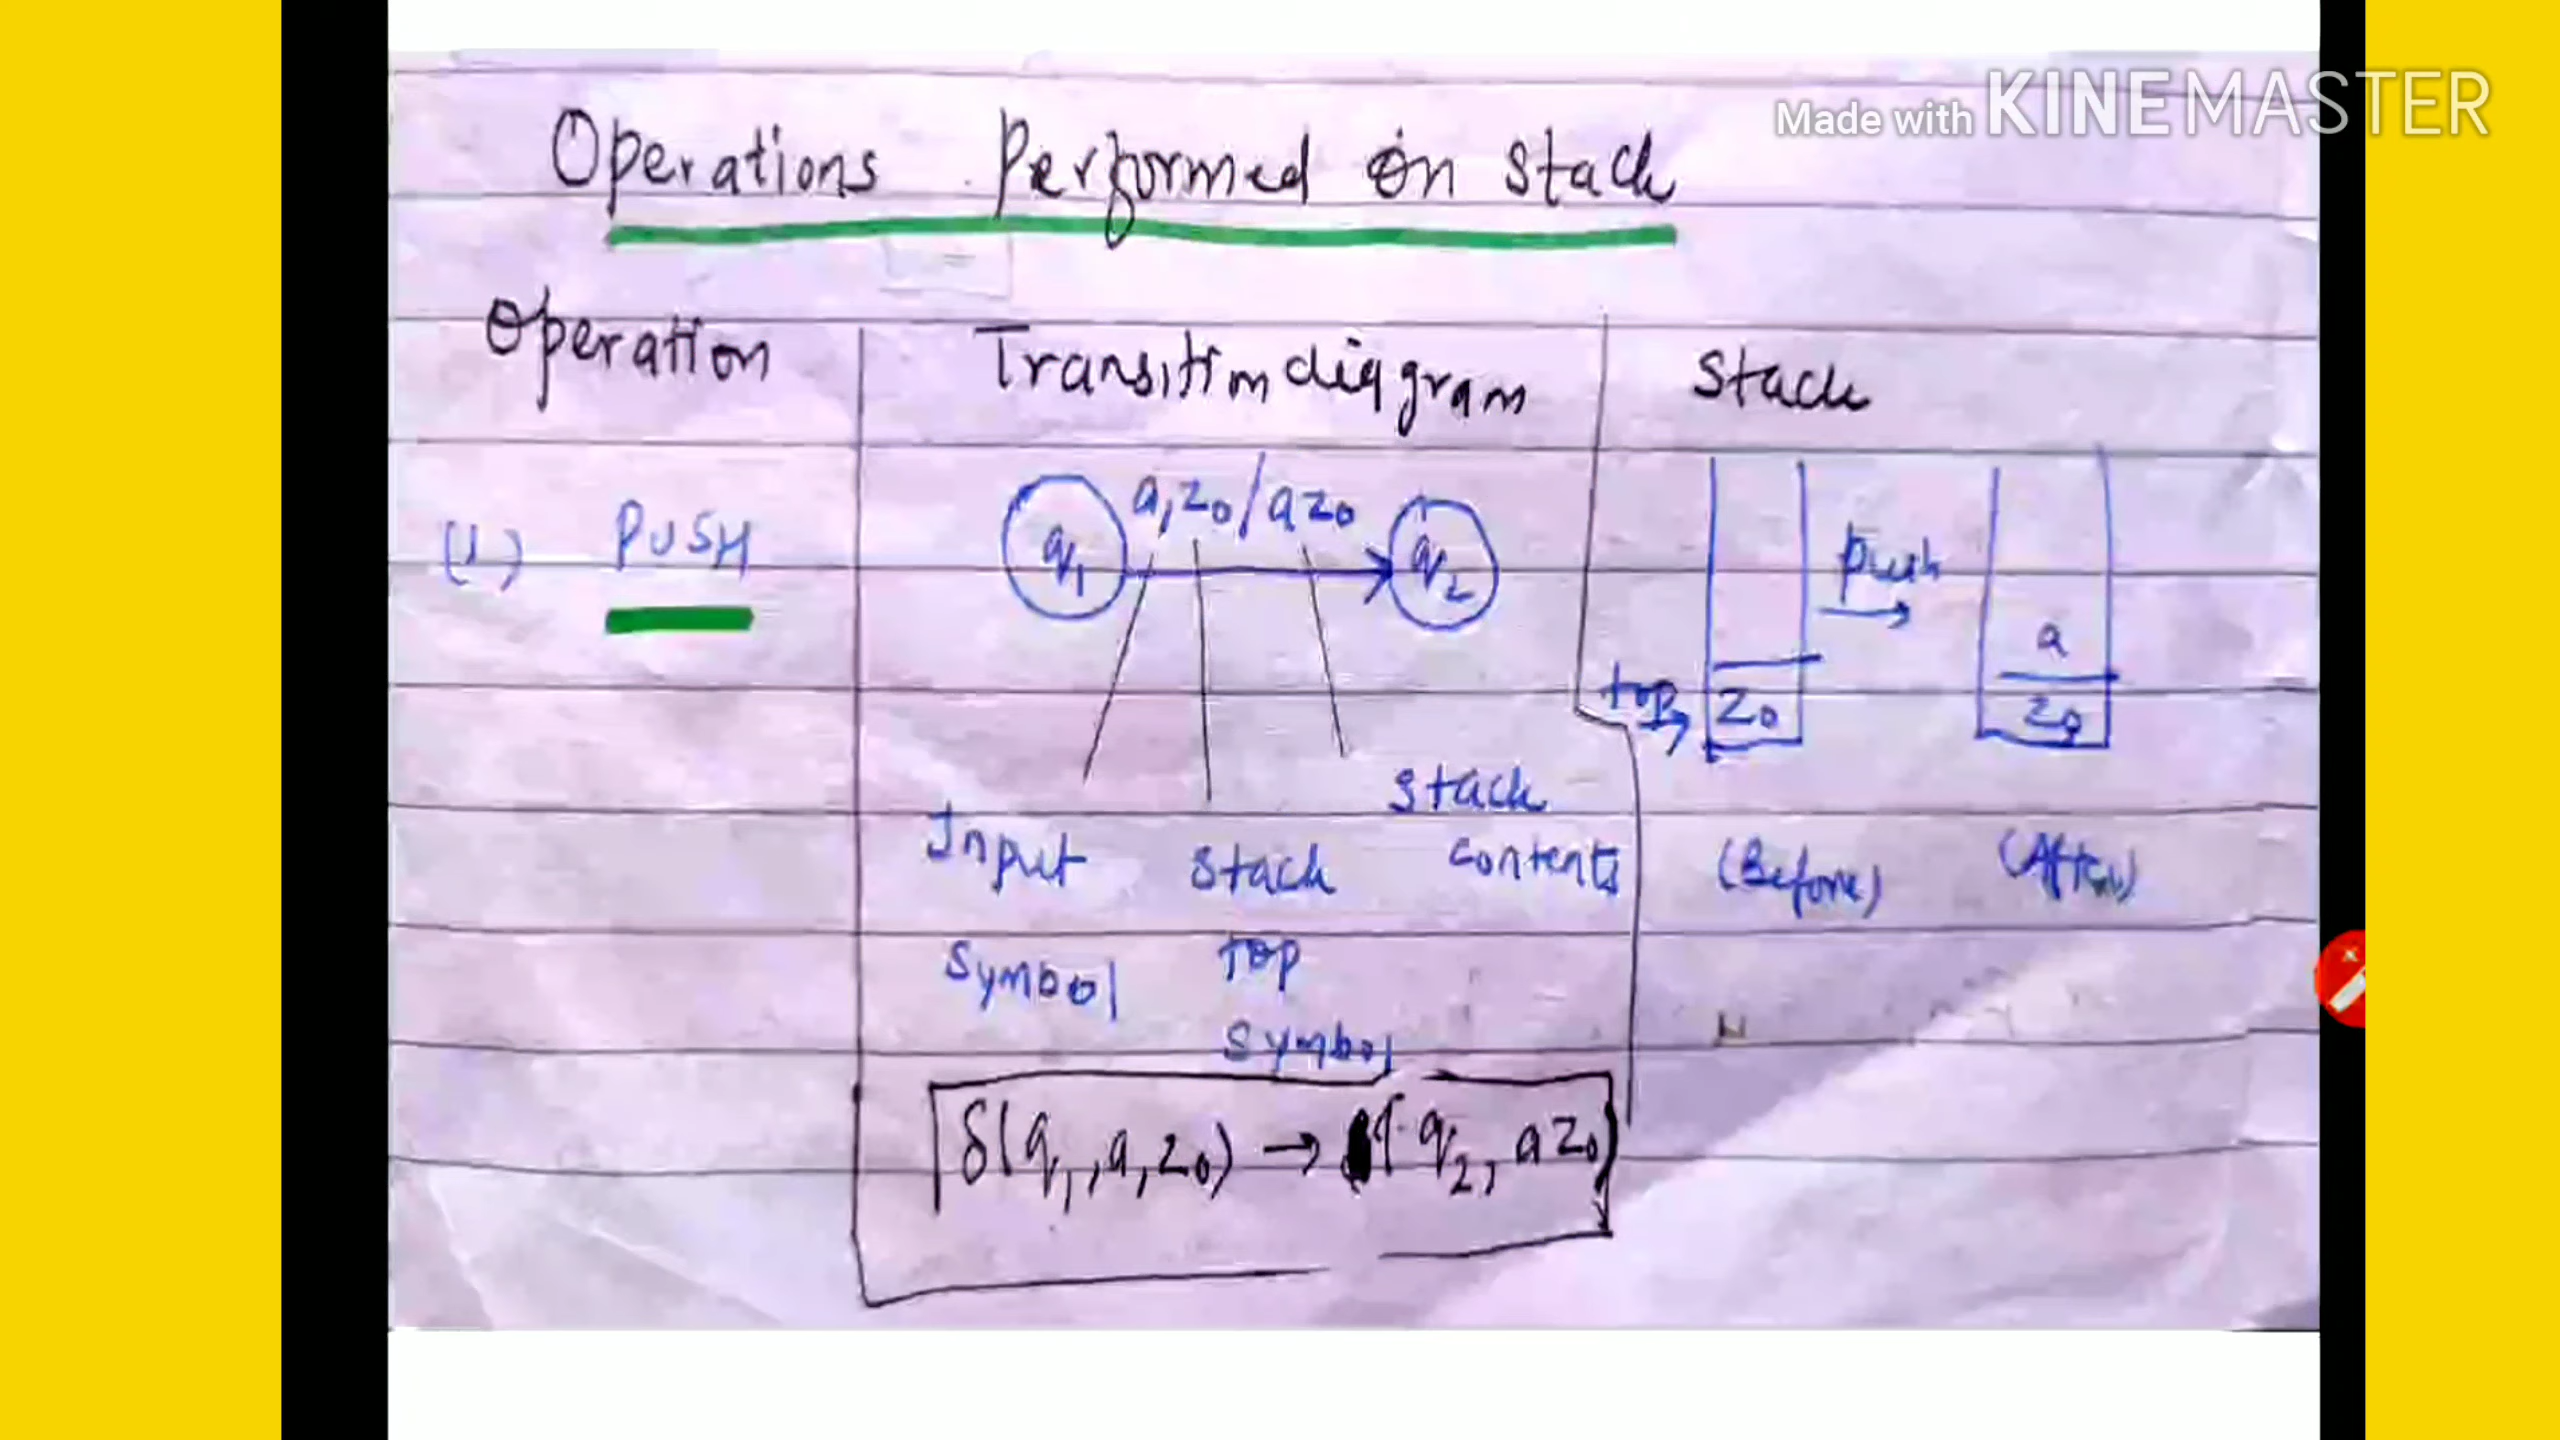 Made with KINEMASTER
Operations Performed on Stack
Operation Transition diagram Stack
(1) PUSH
q1 a,z0/az0 q2
push
top
z0
a
z0
Input Symbol
Stack top symbol
Stack contents
(Before) (After)
δ(q1,a,z0) → (q2, az0)